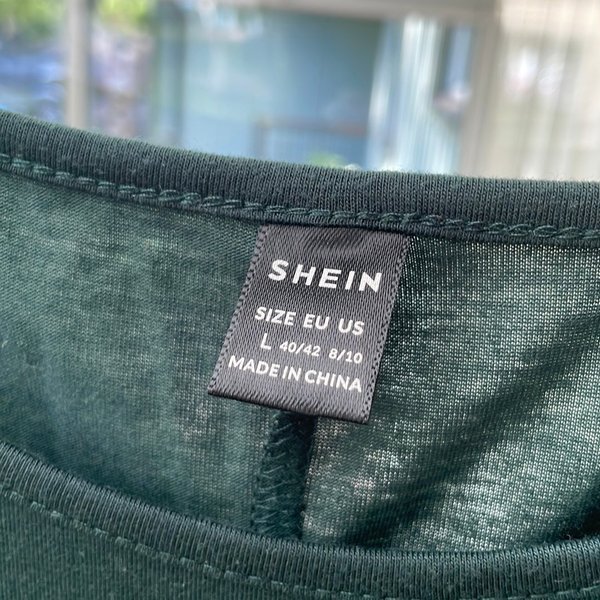 SHEIN
SIZE EU US
L 40/42 8/10
MADE IN CHINA